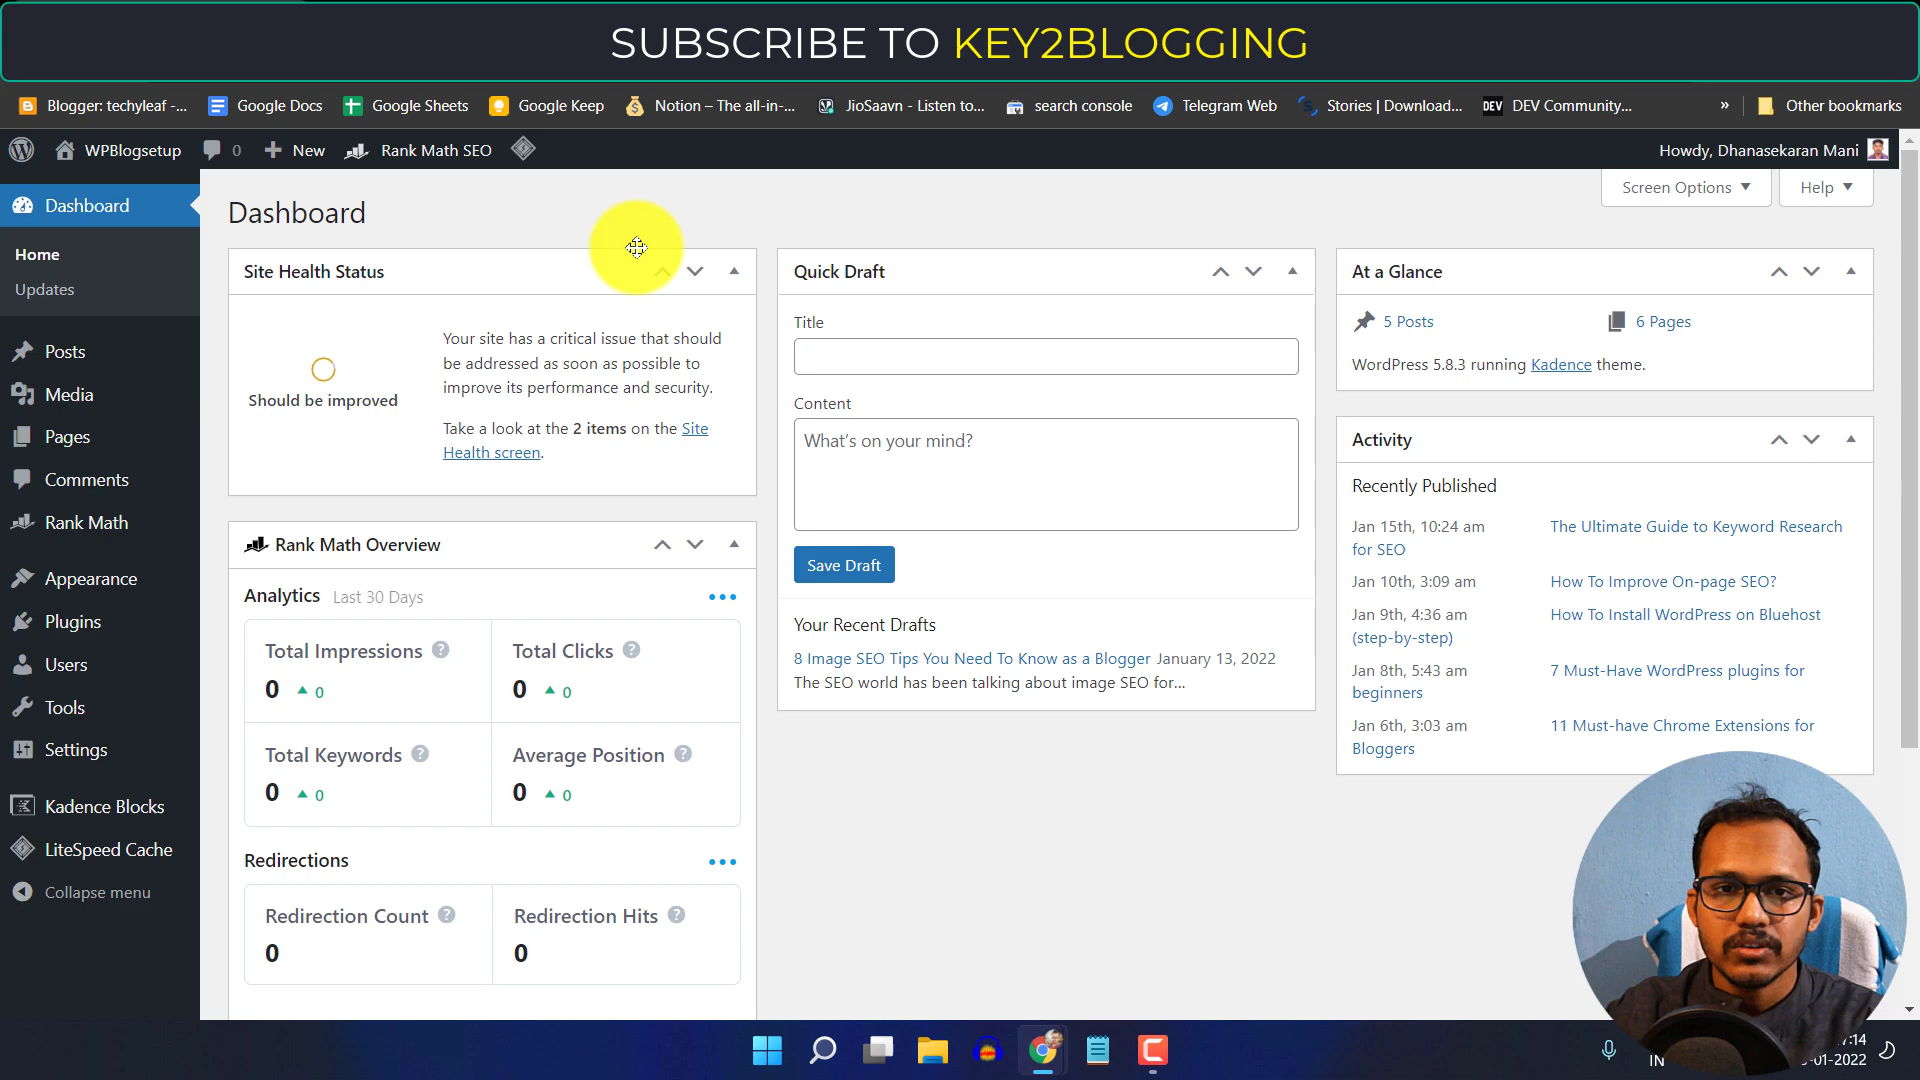 SUBSCRIBE TO KEY2BLOGGING
Blogger: techyleaf -...
Google Docs
Google Sheets
Google Keep
Notion – The all-in-...
JioSaavn - Listen to...
search console
Telegram Web
Stories | Download...
DEV
DEV Community...
»
Other bookmarks
WPBlogsetup
0
New
Rank Math SEO
Howdy, Dhanasekaran Mani
Dashboard
Home
Updates
Posts
Media
Pages
Comments
Rank Math
Appearance
Plugins
Users
Tools
Settings
Kadence Blocks
LiteSpeed Cache
Collapse menu
Screen Options
Help
Dashboard
Site Health Status
Should be improved
Your site has a critical issue that should
be addressed as soon as possible to
improve its performance and security.
Take a look at the 2 items on the Site
Health screen.
Rank Math Overview
Analytics Last 30 Days
Total Impressions ?
0 0
Total Clicks ?
0 0
Total Keywords ?
0 0
Average Position ?
0 0
Redirections
Redirection Count ?
0
Redirection Hits ?
0
Quick Draft
Title
Content
What's on your mind?
Save Draft
Your Recent Drafts
8 Image SEO Tips You Need To Know as a Blogger January 13, 2022
The SEO world has been talking about image SEO for...
At a Glance
5 Posts
6 Pages
WordPress 5.8.3 running Kadence theme.
Activity
Recently Published
Jan 15th, 10:24 am The Ultimate Guide to Keyword Research
for SEO
Jan 10th, 3:09 am How To Improve On-page SEO?
Jan 9th, 4:36 am How To Install WordPress on Bluehost
(step-by-step)
Jan 8th, 5:43 am 7 Must-Have WordPress plugins for
beginners
Jan 6th, 3:03 am 11 Must-have Chrome Extensions for
Bloggers
IN